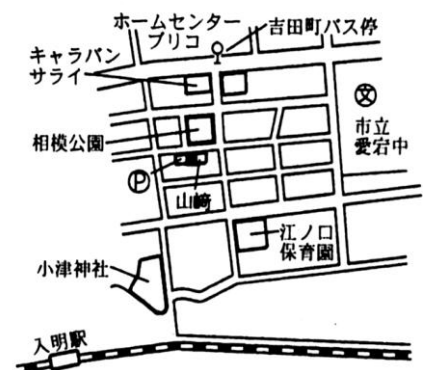 ホームセンター
ブリコ
吉田町バス停
キャラバン
サライ
文
市立
愛宕中
相模公園
P
山﨑
江ノ口
保育園
小津神社
入明駅